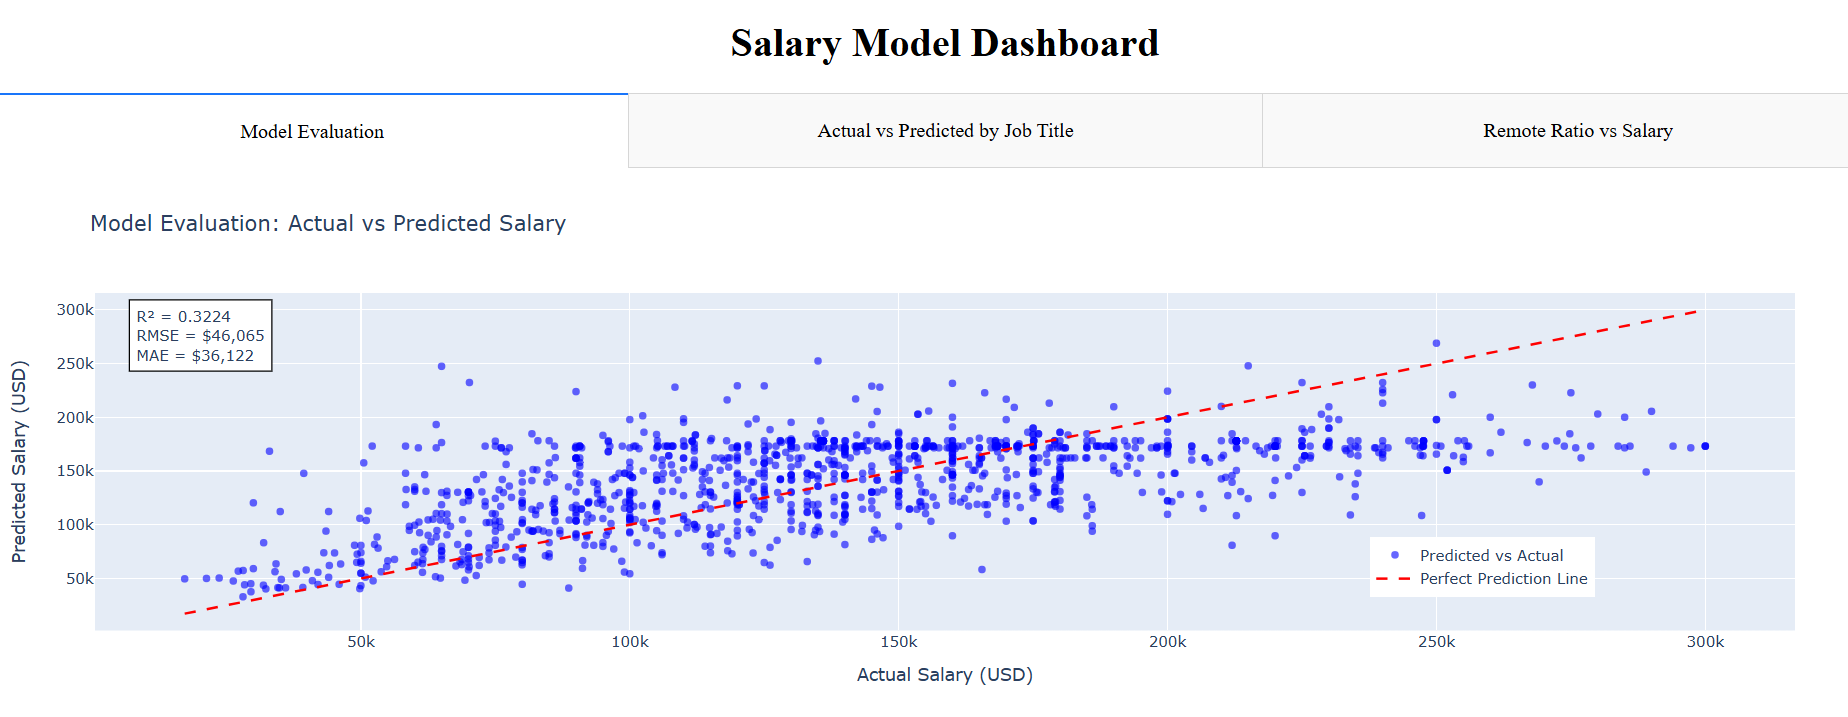 Salary Model Dashboard
Model Evaluation
Actual vs Predicted by Job Title
Remote Ratio vs Salary
Model Evaluation: Actual vs Predicted Salary
R² = 0.3224
RMSE = $46,065
MAE = $36,122
300k
250k
200k
150k
100k
50k
Predicted Salary (USD)
Predicted vs Actual
Perfect Prediction Line
50k
100k
150k
200k
250k
300k
Actual Salary (USD)